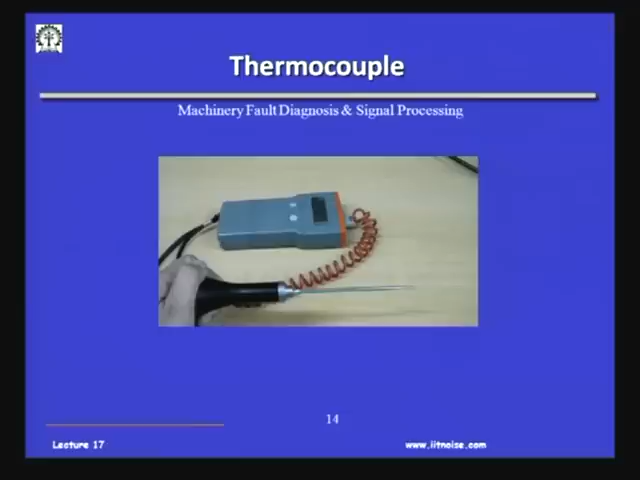 Thermocouple
Machinery Fault Diagnosis & Signal Processing
14
Lecture 17
www.iitnoise.com